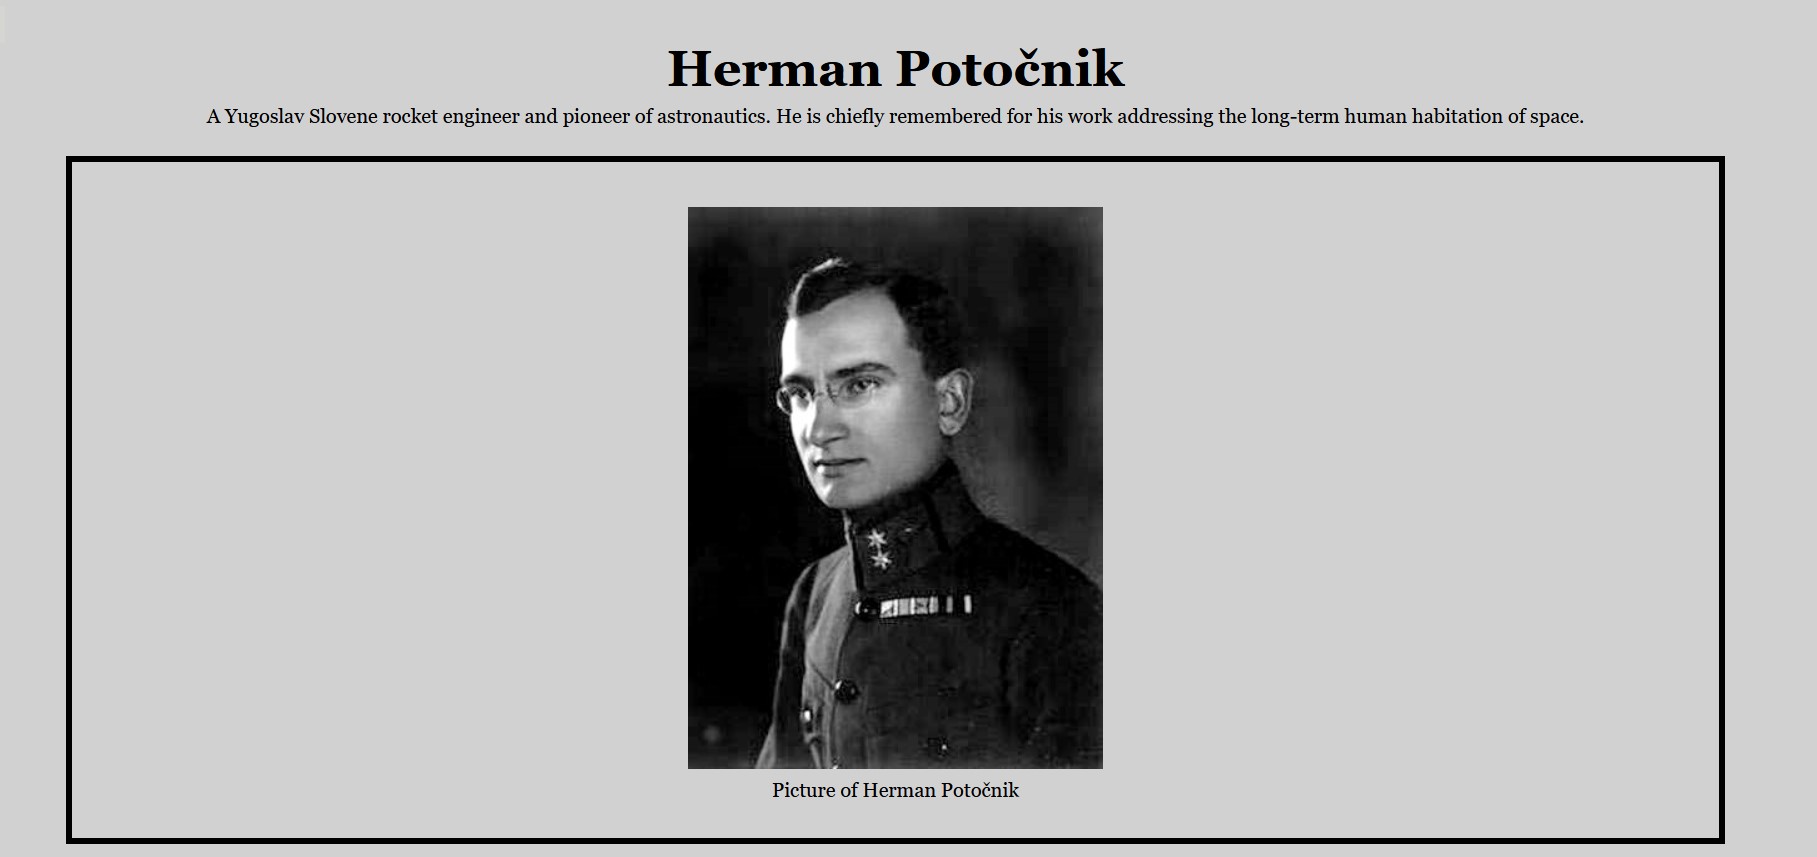 Herman Potočnik
A Yugoslav Slovene rocket engineer and pioneer of astronautics. He is chiefly remembered for his work addressing the long-term human habitation of space.
Picture of Herman Potočnik